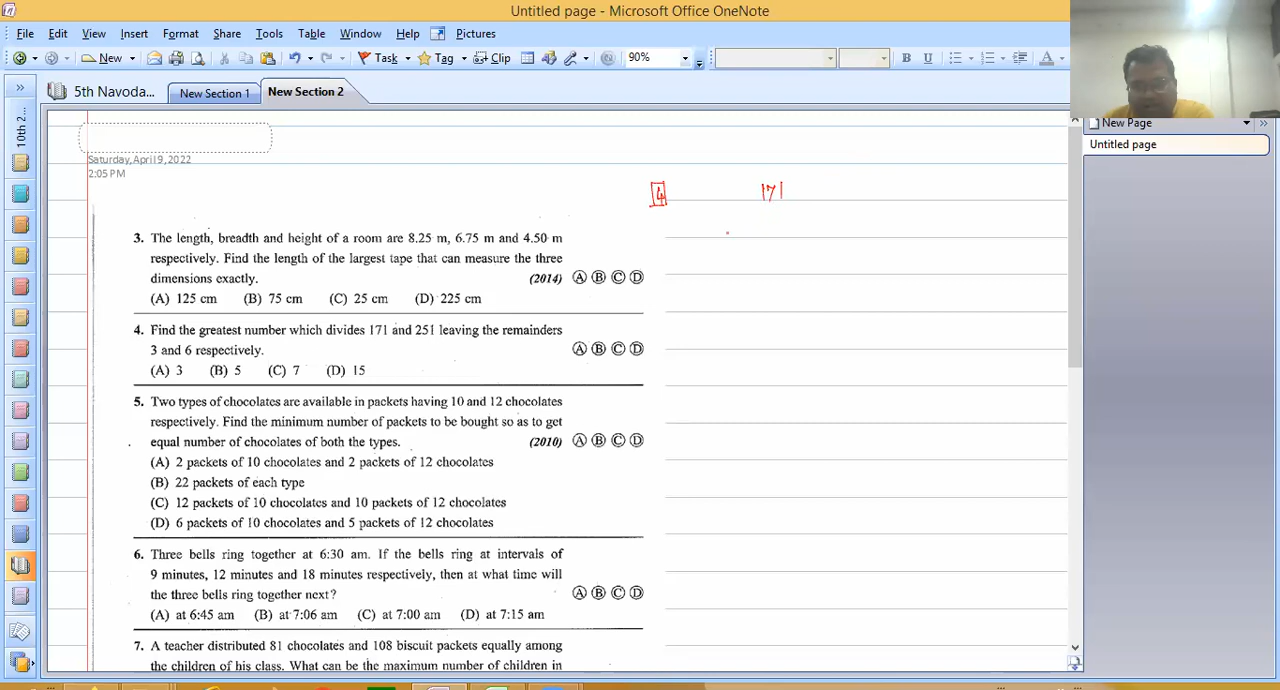 Untitled page - Microsoft Office OneNote
File Edit View Insert Format Share Tools Table Window Help Pictures
New Task Tag Clip 90% B U A
5th Navoda... New Section 1 New Section 2
10th 2...
New Page
Untitled page
Saturday, April 9, 2022
2:05 PM
4 171
3. The length, breadth and height of a room are 8.25 m, 6.75 m and 4.50 m
respectively. Find the length of the largest tape that can measure the three
dimensions exactly. (2014) A B C D
(A) 125 cm (B) 75 cm (C) 25 cm (D) 225 cm
4. Find the greatest number which divides 171 and 251 leaving the remainders
3 and 6 respectively. A B C D
(A) 3 (B) 5 (C) 7 (D) 15
5. Two types of chocolates are available in packets having 10 and 12 chocolates
respectively. Find the minimum number of packets to be bought so as to get
equal number of chocolates of both the types. (2010) A B C D
(A) 2 packets of 10 chocolates and 2 packets of 12 chocolates
(B) 22 packets of each type
(C) 12 packets of 10 chocolates and 10 packets of 12 chocolates
(D) 6 packets of 10 chocolates and 5 packets of 12 chocolates
6. Three bells ring together at 6:30 am. If the bells ring at intervals of
9 minutes, 12 minutes and 18 minutes respectively, then at what time will
the three bells ring together next? A B C D
(A) at 6:45 am (B) at 7:06 am (C) at 7:00 am (D) at 7:15 am
7. A teacher distributed 81 chocolates and 108 biscuit packets equally among
the children of his class. What can be the maximum number of children in